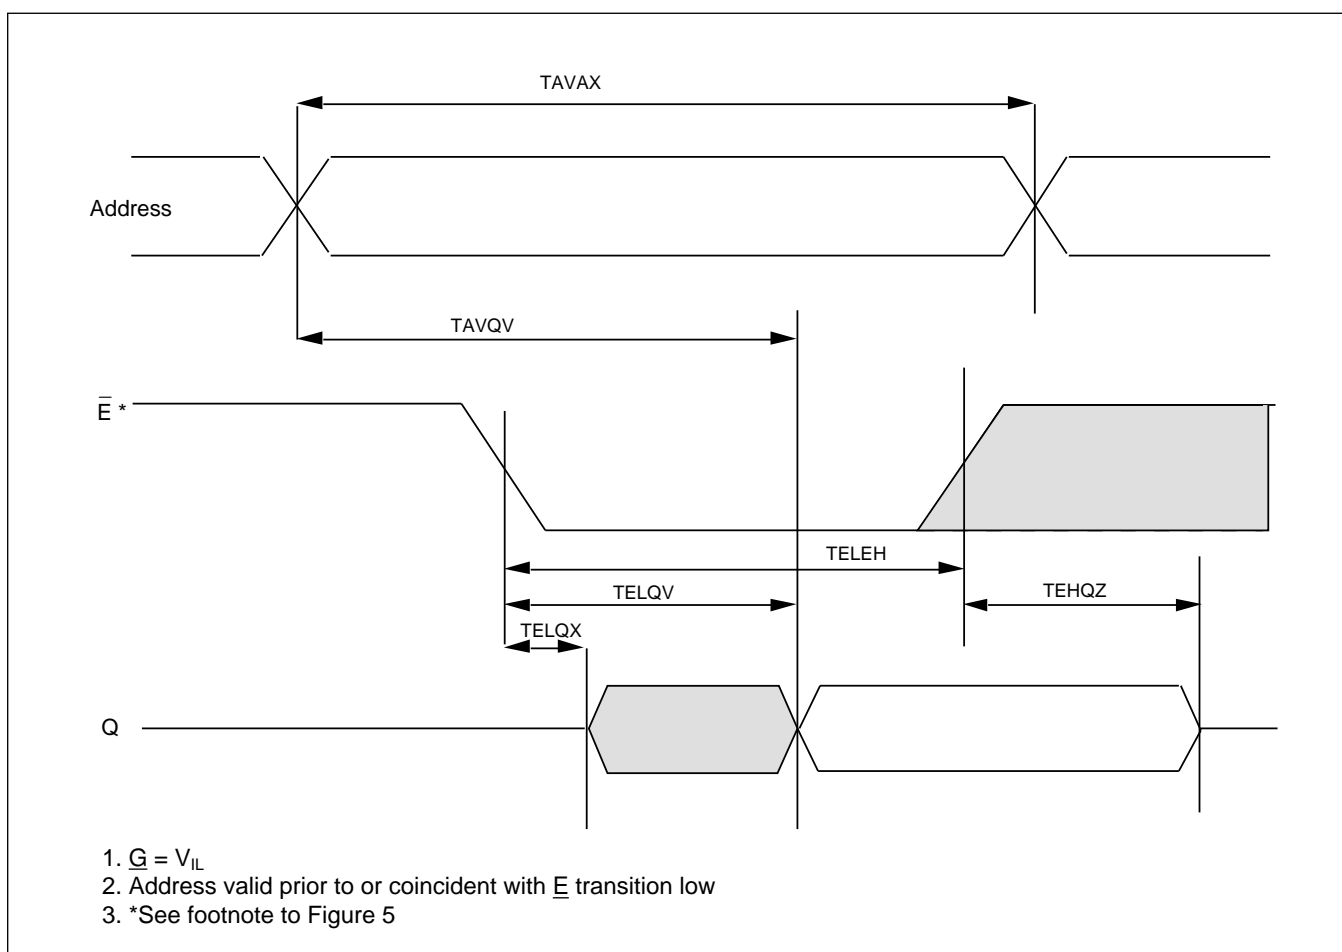 TAVAX
Address
TAVQV
E̅ *
TELEH
TELQV
TEHQZ
TELQX
Q
1. G̲ = V_IL
2. Address valid prior to or coincident with E̲ transition low
3. *See footnote to Figure 5